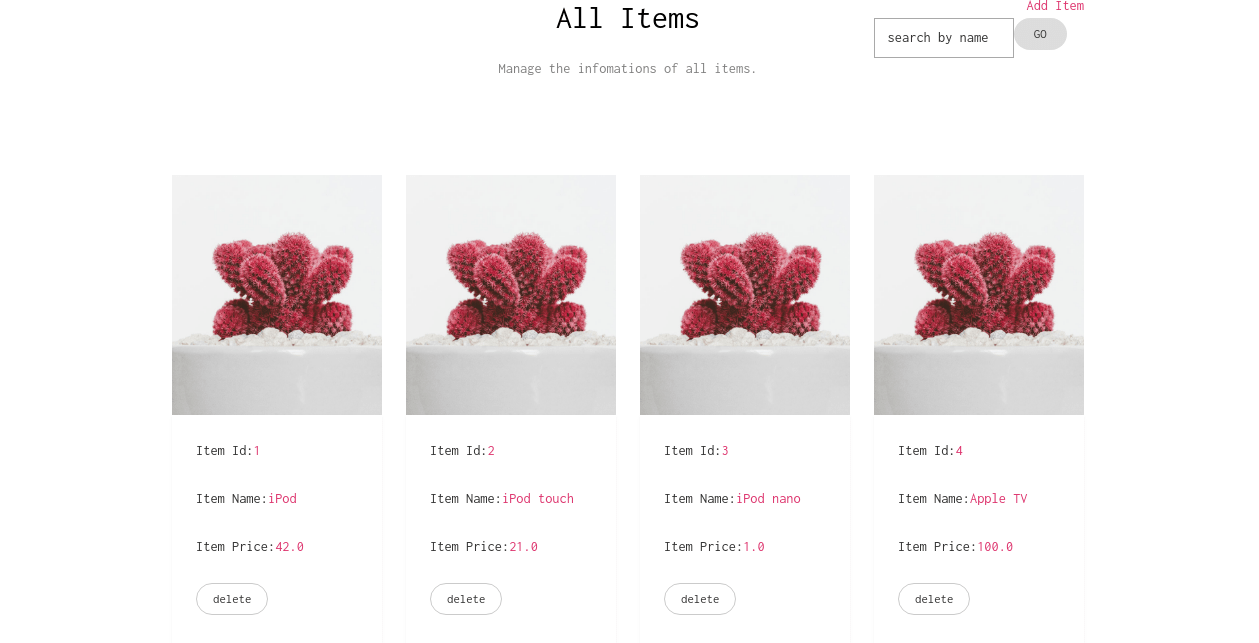 Add Item
All Items
search by name
GO
Manage the infomations of all items.
Item Id:1
Item Name:iPod
Item Price:42.0
delete
Item Id:2
Item Name:iPod touch
Item Price:21.0
delete
Item Id:3
Item Name:iPod nano
Item Price:1.0
delete
Item Id:4
Item Name:Apple TV
Item Price:100.0
delete